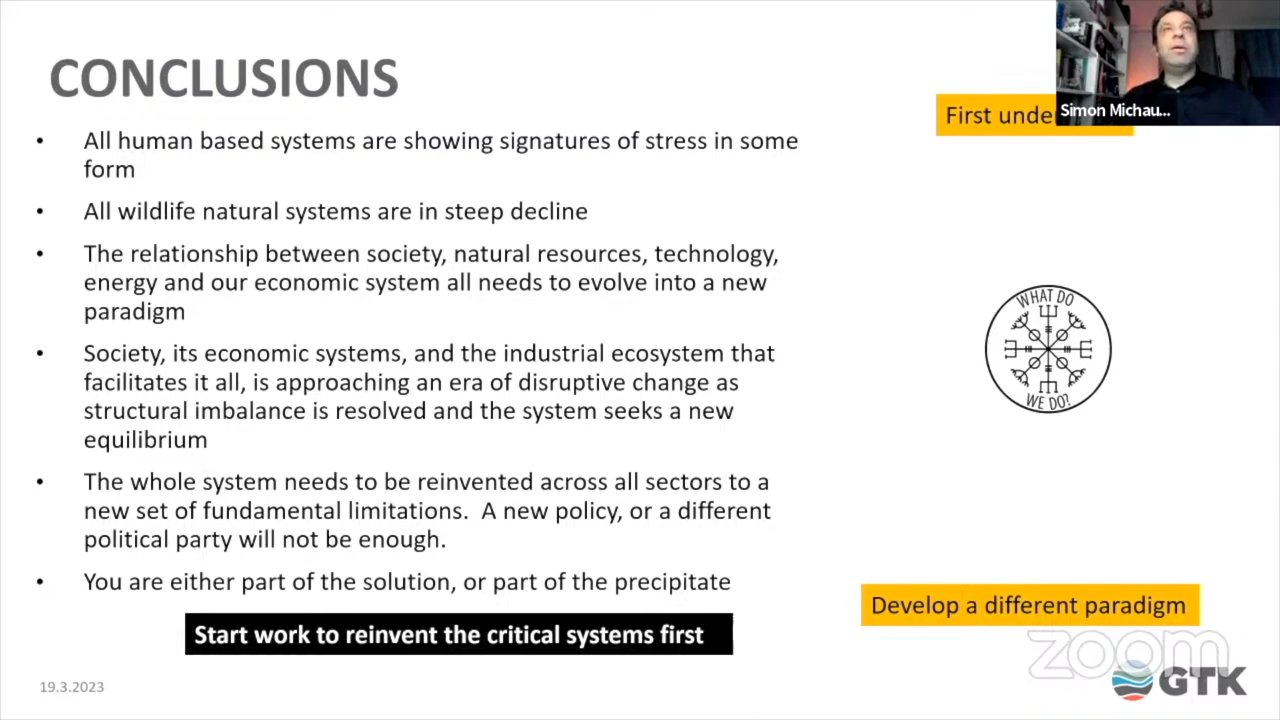 CONCLUSIONS
First unde
Simon Michau...
• All human based systems are showing signatures of stress in some
form
• All wildlife natural systems are in steep decline
• The relationship between society, natural resources, technology,
energy and our economic system all needs to evolve into a new
paradigm
• Society, its economic systems, and the industrial ecosystem that
facilitates it all, is approaching an era of disruptive change as
structural imbalance is resolved and the system seeks a new
equilibrium
• The whole system needs to be reinvented across all sectors to a
new set of fundamental limitations. A new policy, or a different
political party will not be enough.
• You are either part of the solution, or part of the precipitate
Start work to reinvent the critical systems first
WHAT DO
WE DO?
Develop a different paradigm
zoom
19.3.2023
GTK